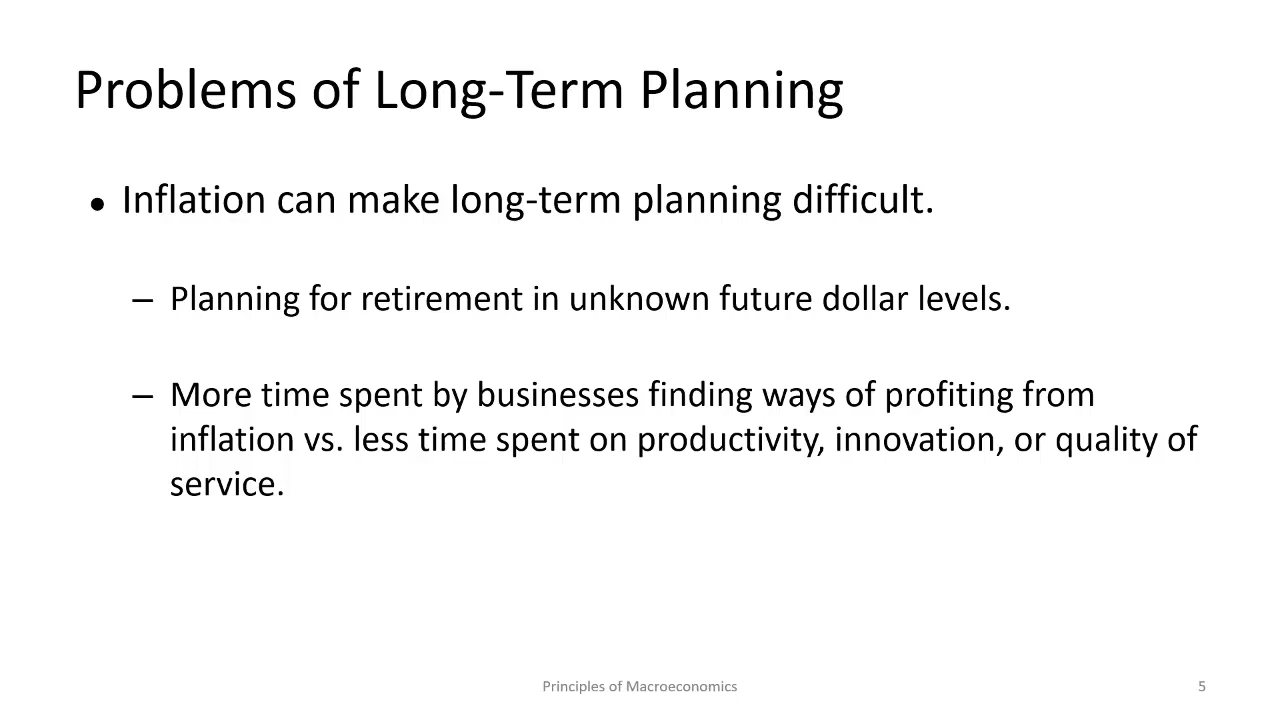 Problems of Long-Term Planning
• Inflation can make long-term planning difficult.
– Planning for retirement in unknown future dollar levels.
– More time spent by businesses finding ways of profiting from
inflation vs. less time spent on productivity, innovation, or quality of
service.
Principles of Macroeconomics
5